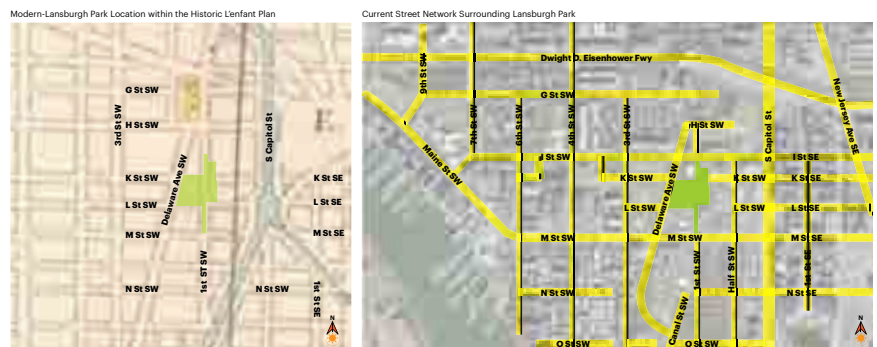 Modern-Lansburgh Park Location within the Historic L'enfant Plan
G St SW
3rd St SW
H St SW
S Capitol St
E
Delaware Ave SW
K St SW
K St SE
L St SW
L St SE
M St SW
M St SE
1st ST SW
N St SW
N St SW
1st St SE
N
Current Street Network Surrounding Lansburgh Park
Dwight D. Eisenhower Fwy
9th St SW
New Jersey Ave SE
G St SW
7th St SW
6th St SW
4th St SW
3rd St SW
S Capitol St
H St SW
Maine St SW
I St SW
I St SE
K St SW
K St SW
K St SE
Delaware Ave SW
L St SW
L St SW
L St SE
M St SW
M St SW
M St SE
1st St SW
Half St SW
1st St SE
N St SW
N St SE
Canal St SW
O St SW
O St SW
N